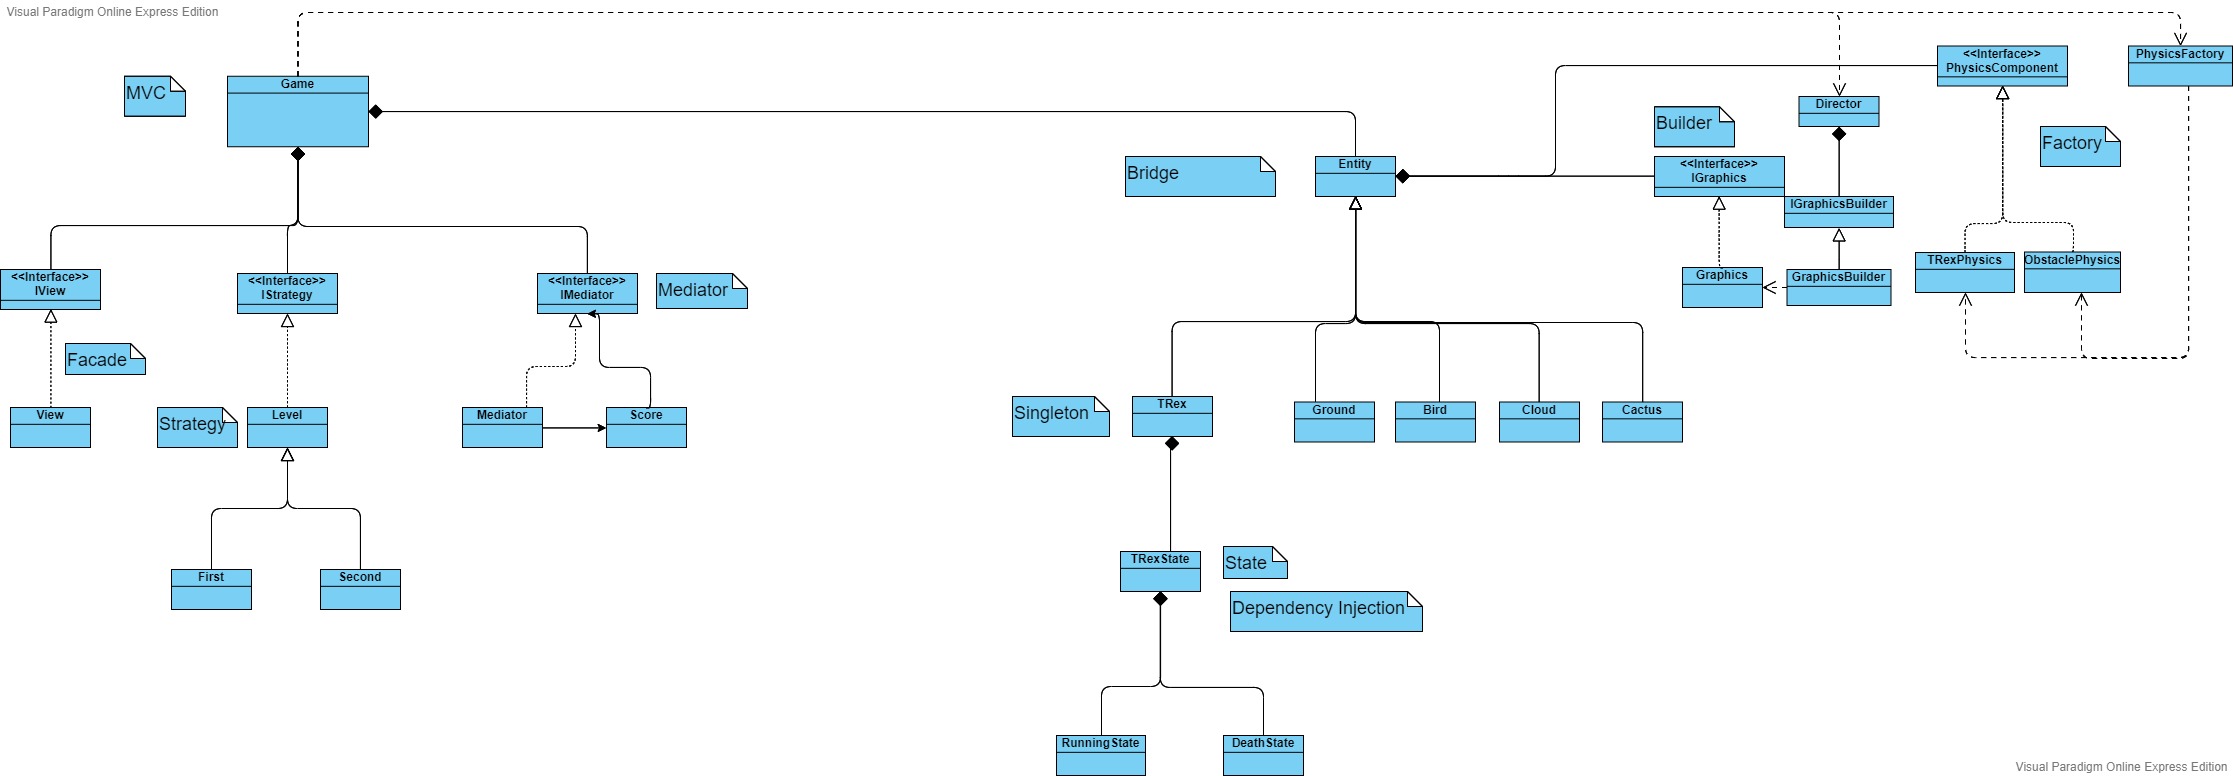 Visual Paradigm Online Express Edition
MVC
Game
<<Interface>>
PhysicsComponent
PhysicsFactory
Director
Builder
Factory
Bridge
Entity
<<Interface>>
IGraphics
IGraphicsBuilder
<<Interface>>
IView
<<Interface>>
IStrategy
<<Interface>>
IMediator
Mediator
Graphics
GraphicsBuilder
TRexPhysics
ObstaclePhysics
Facade
View
Strategy
Level
Mediator
Score
Singleton
TRex
Ground
Bird
Cloud
Cactus
First
Second
TRexState
State
Dependency Injection
RunningState
DeathState
Visual Paradigm Online Express Edition